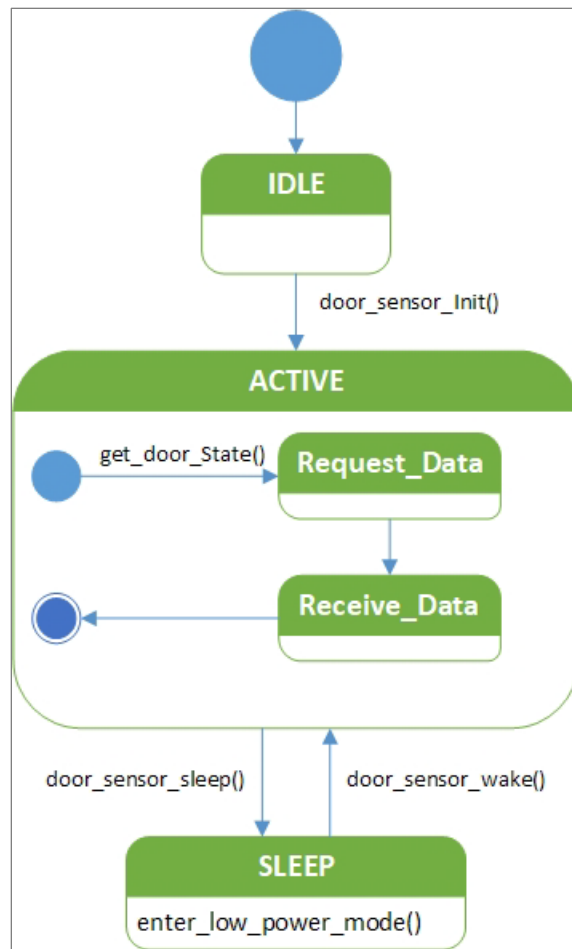 IDLE
door_sensor_Init()
ACTIVE
get_door_State()
Request_Data
Receive_Data
door_sensor_sleep()
door_sensor_wake()
SLEEP
enter_low_power_mode()